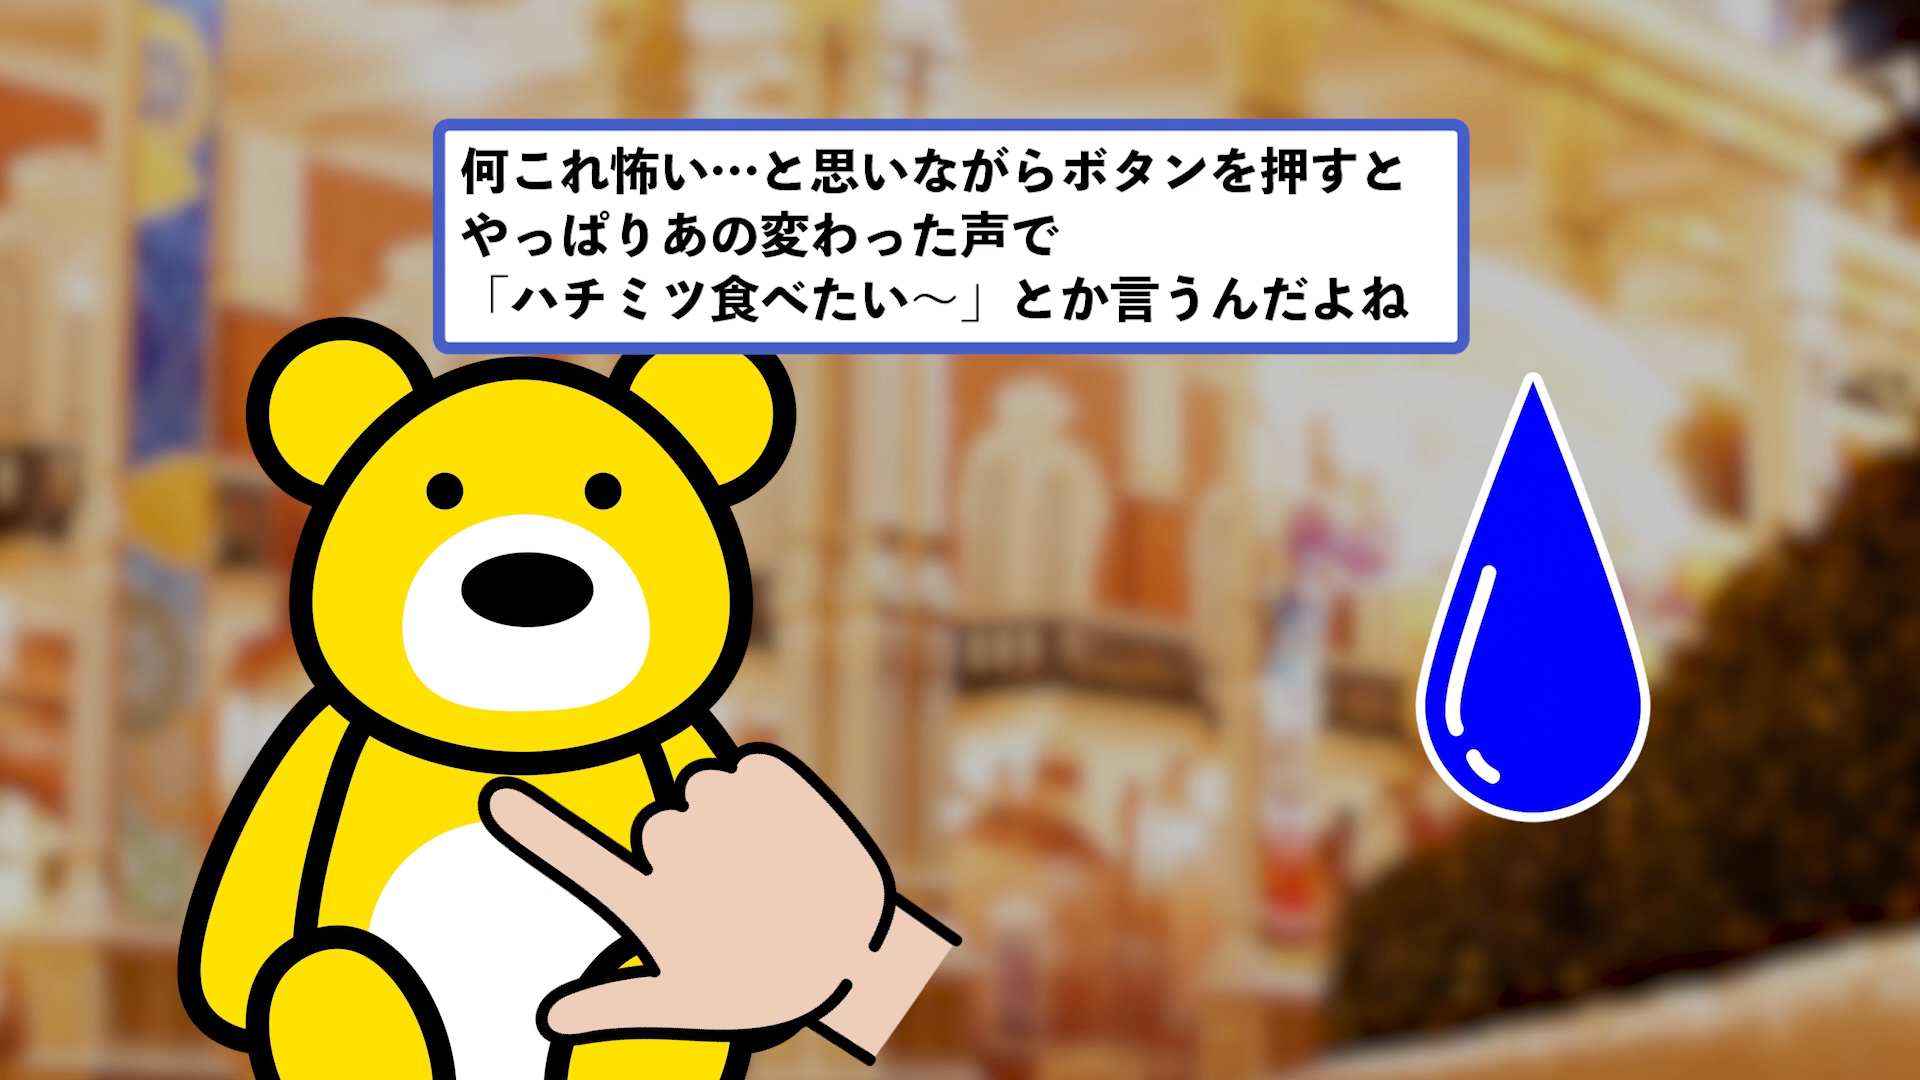 何これ怖い…と思いながらボタンを押すと
やっぱりあの変わった声で
「ハチミツ食べたい～」とか言うんだよね